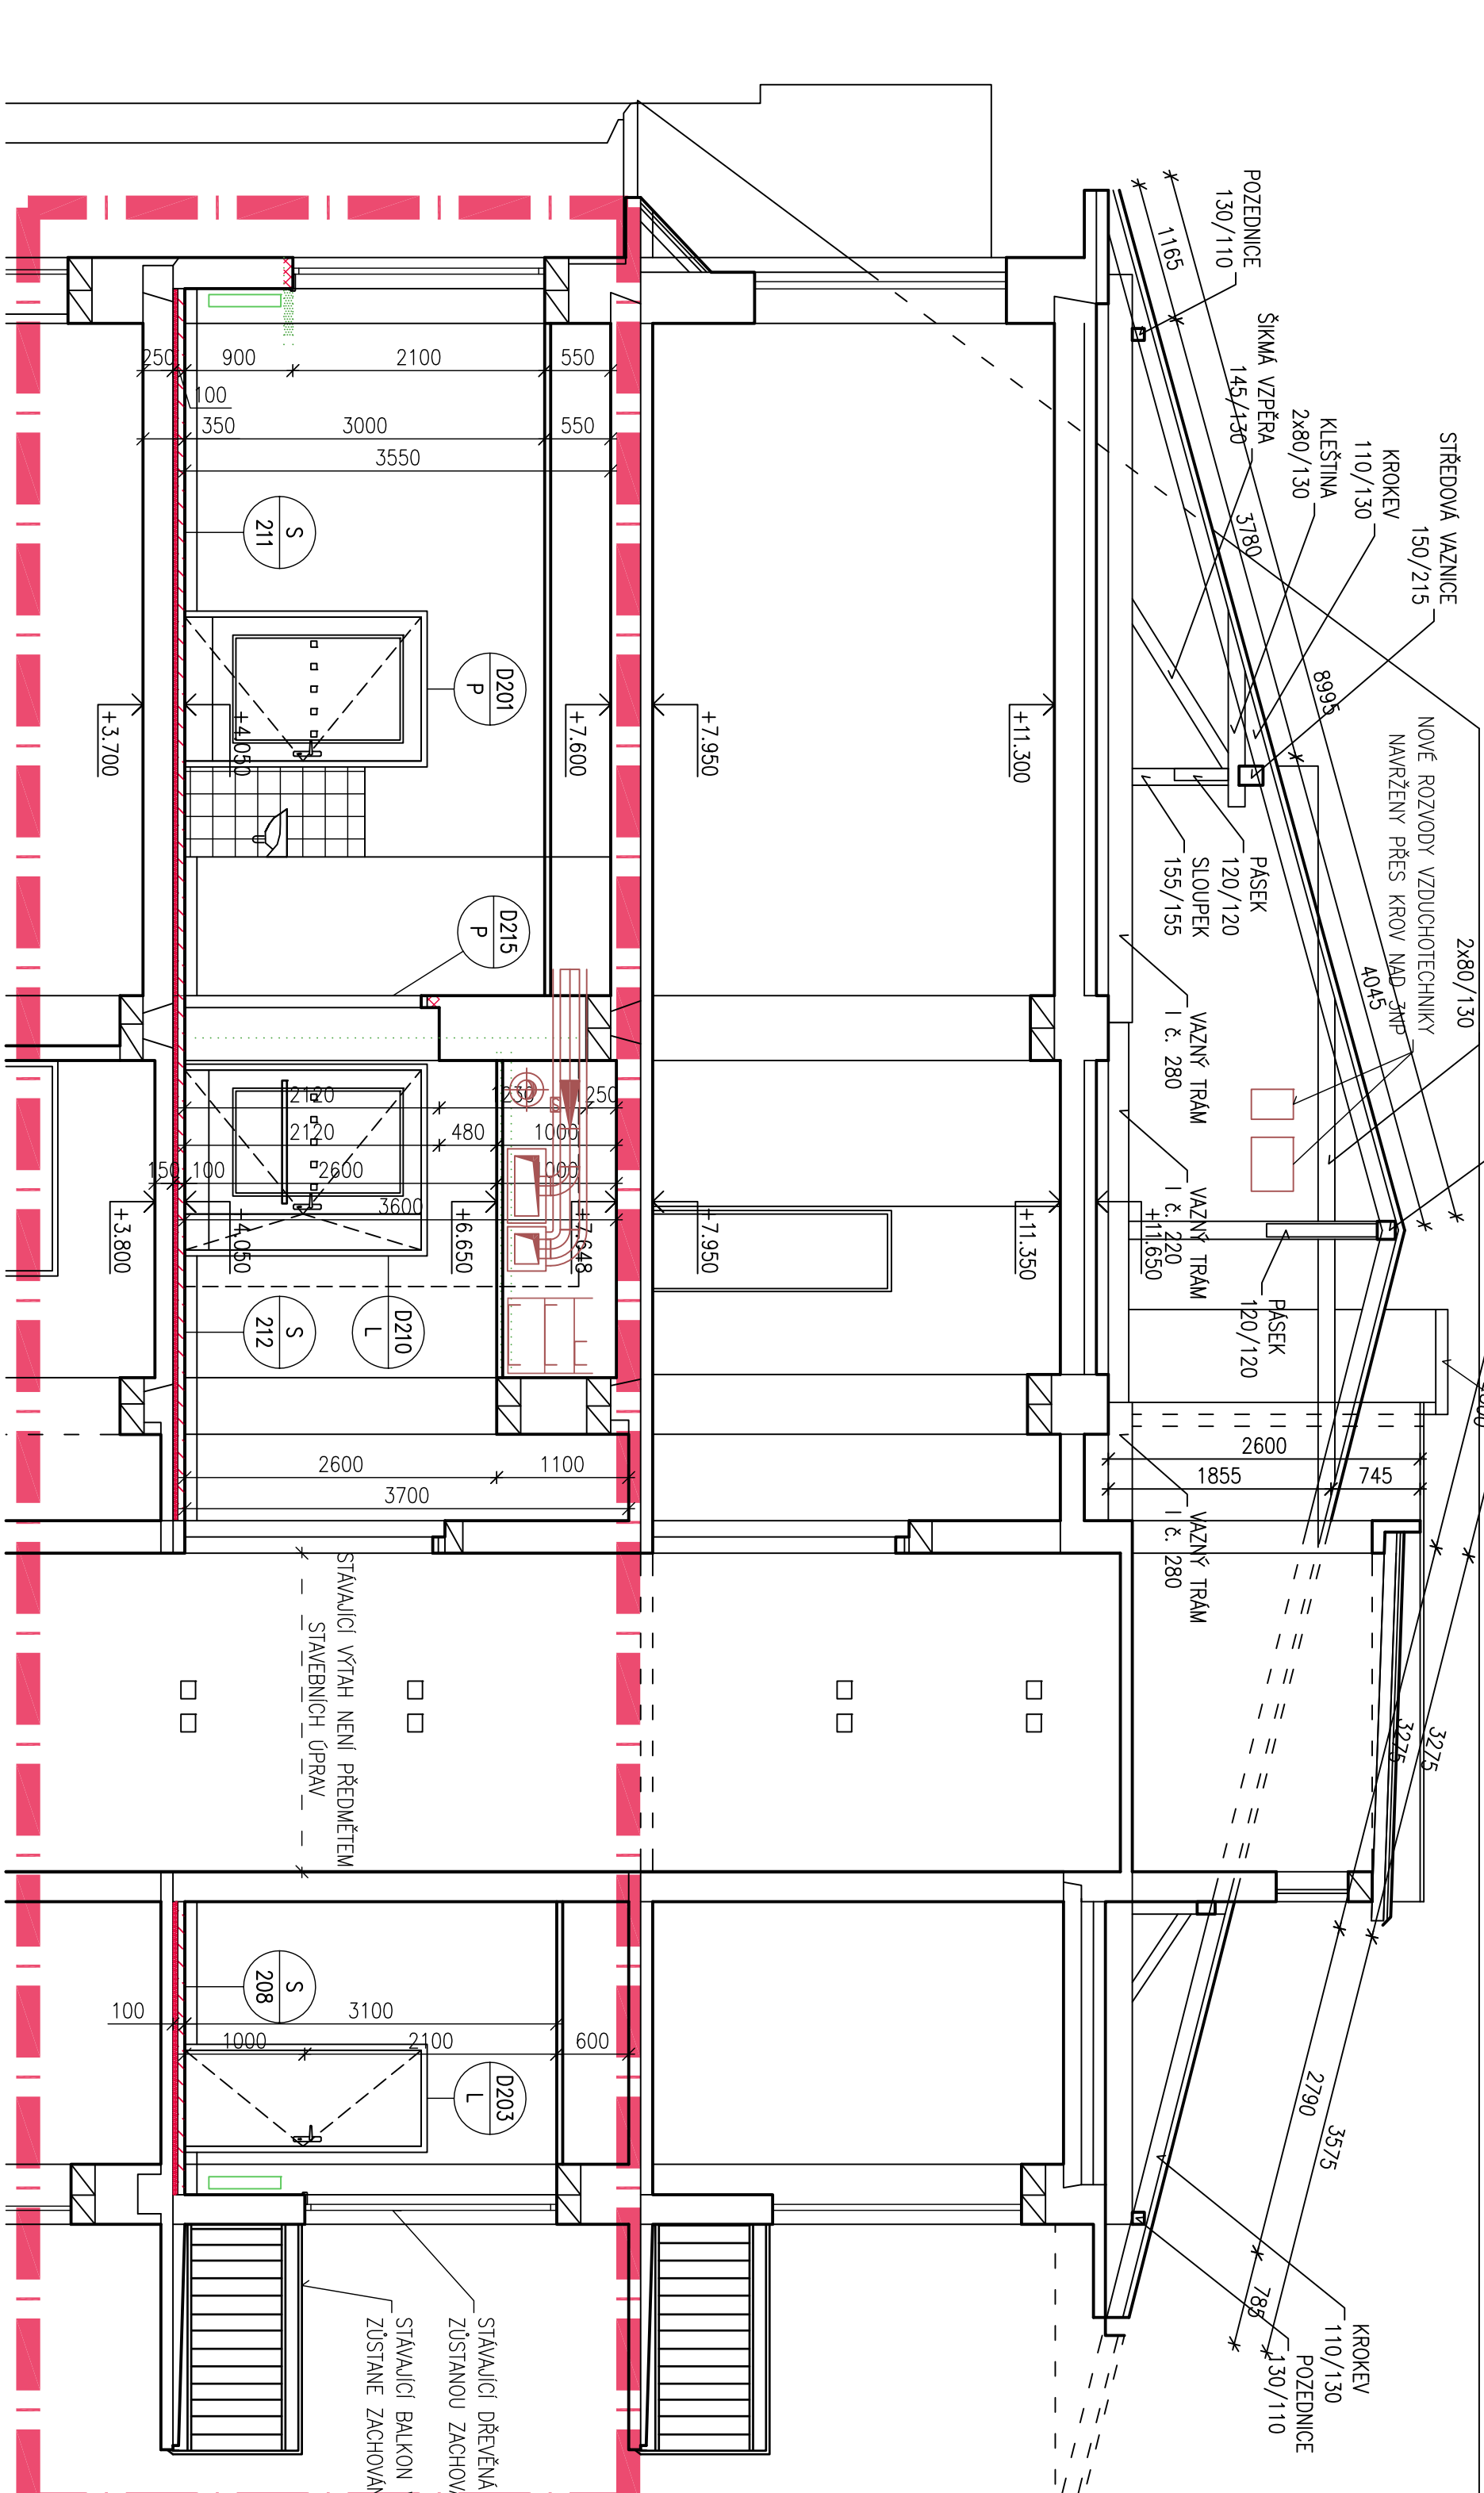 POZEDNICE
130/110
ŠIKMÁ VZPĚRA
145/130
KLEŠTINA
2x80/130
KROKEV
110/130
STŘEDOVÁ VAZNICE
150/215
1165
3780
8995
4045
NOVÉ ROZVODY VZDUCHOTECHNIKY
NAVRŽENY PŘES KROV NAD 3NP
2x80/130
PÁSEK
120/120
SLOUPEK
155/155
VAZNÝ TRÁM
I č. 280
VAZNÝ TRÁM
I č. 220
PÁSEK
120/120
VAZNÝ TRÁM
I č. 280
2600
1855
745
3275
3275
2790
3575
785
KROKEV
110/130
POZEDNICE
130/110
250
900
2100
550
100
350
3000
550
3550
S
211
D201
P
+3.700
+4.050
+7.600
+7.950
+11.300
D215
P
2120
1230
250
2120
480
1000
150
100
2600
3600
+3.800
+4.050
+6.650
+7.648
+7.950
+11.350
+11.650
S
212
D210
L
2600
1100
3700
STÁVAJÍCÍ VÝTAH NENÍ PŘEDMĚTEM
STAVEBNÍCH ÚPRAV
S
208
100
3100
1000
2100
600
D203
L
STÁVAJÍCÍ DŘEVĚNÁ
ZŮSTANOU
STÁVAJÍCÍ BALKON
ZŮSTANE